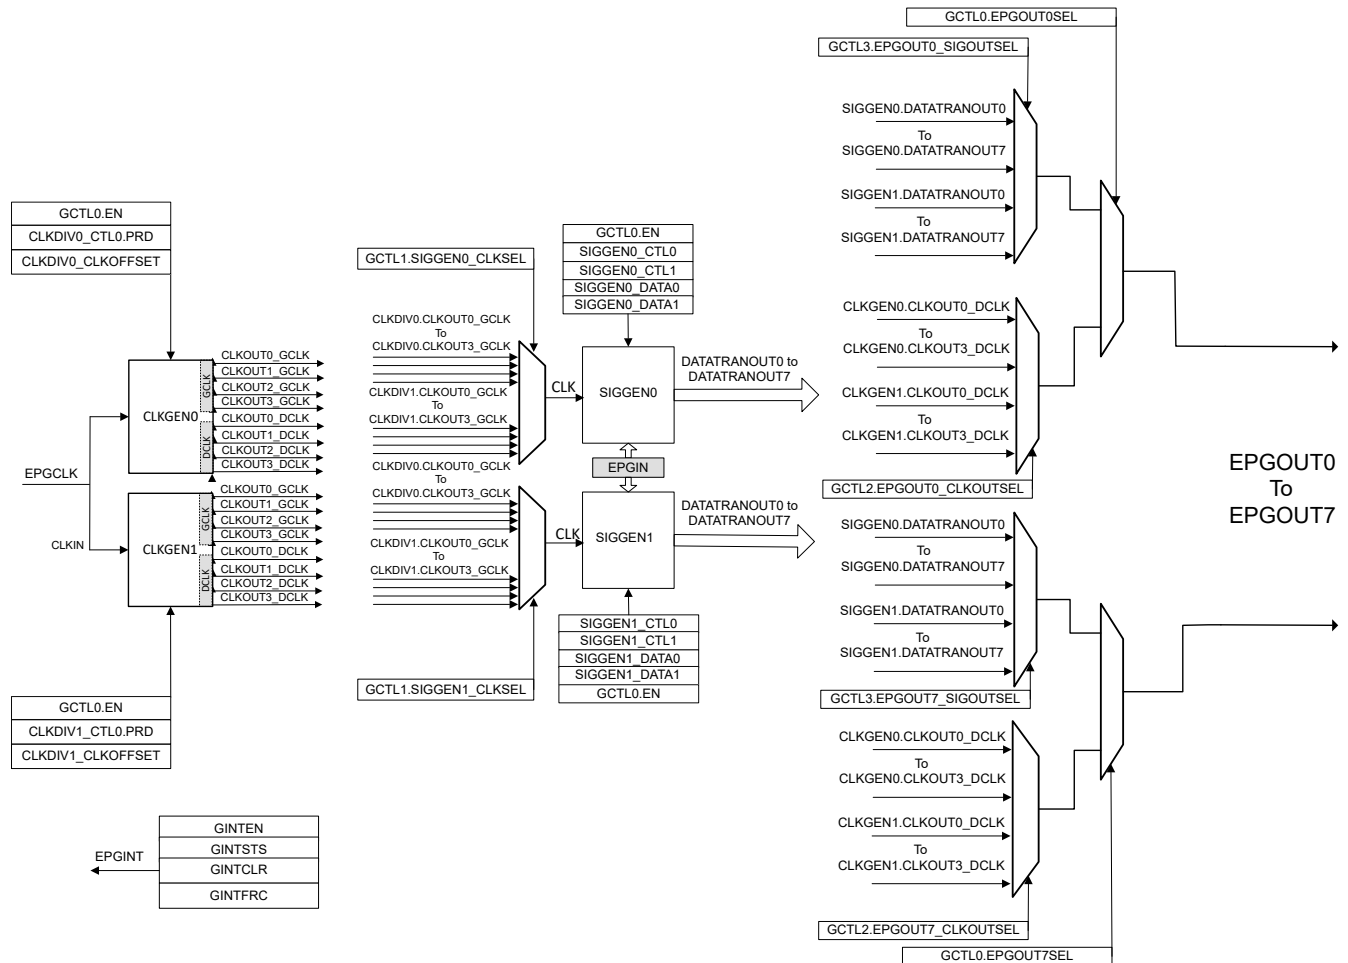 GCTL0.EPGOUT0SEL
GCTL3.EPGOUT0_SIGOUTSEL
SIGGEN0.DATATRANOUT0
To
SIGGEN0.DATATRANOUT7
SIGGEN1.DATATRANOUT0
To
SIGGEN1.DATATRANOUT7
GCTL0.EN
CLKDIV0_CTL0.PRD
CLKDIV0_CLKOFFSET
GCTL1.SIGGEN0_CLKSEL
GCTL0.EN
SIGGEN0_CTL0
SIGGEN0_CTL1
SIGGEN0_DATA0
SIGGEN0_DATA1
CLKGEN0
GCLK
DCLK
CLKOUT0_GCLK
CLKOUT1_GCLK
CLKOUT2_GCLK
CLKOUT3_GCLK
CLKOUT0_DCLK
CLKOUT1_DCLK
CLKOUT2_DCLK
CLKOUT3_DCLK
CLKDIV0.CLKOUT0_GCLK
To
CLKDIV0.CLKOUT3_GCLK
CLKDIV1.CLKOUT0_GCLK
To
CLKDIV1.CLKOUT3_GCLK
CLK
SIGGEN0
DATATRANOUT0 to
DATATRANOUT7
CLKGEN0.CLKOUT0_DCLK
To
CLKGEN0.CLKOUT3_DCLK
CLKGEN1.CLKOUT0_DCLK
To
CLKGEN1.CLKOUT3_DCLK
GCTL2.EPGOUT0_CLKOUTSEL
EPGCLK
CLKIN
EPGIN
EPGOUT0
To
EPGOUT7
CLKGEN1
GCLK
DCLK
CLKOUT0_GCLK
CLKOUT1_GCLK
CLKOUT2_GCLK
CLKOUT3_GCLK
CLKOUT0_DCLK
CLKOUT1_DCLK
CLKOUT2_DCLK
CLKOUT3_DCLK
CLKDIV0.CLKOUT0_GCLK
To
CLKDIV0.CLKOUT3_GCLK
CLKDIV1.CLKOUT0_GCLK
To
CLKDIV1.CLKOUT3_GCLK
CLK
SIGGEN1
DATATRANOUT0 to
DATATRANOUT7
SIGGEN0.DATATRANOUT0
To
SIGGEN0.DATATRANOUT7
SIGGEN1.DATATRANOUT0
To
SIGGEN1.DATATRANOUT7
GCTL3.EPGOUT7_SIGOUTSEL
SIGGEN1_CTL0
SIGGEN1_CTL1
SIGGEN1_DATA0
SIGGEN1_DATA1
GCTL0.EN
GCTL1.SIGGEN1_CLKSEL
GCTL0.EN
CLKDIV1_CTL0.PRD
CLKDIV1_CLKOFFSET
CLKGEN0.CLKOUT0_DCLK
To
CLKGEN0.CLKOUT3_DCLK
CLKGEN1.CLKOUT0_DCLK
To
CLKGEN1.CLKOUT3_DCLK
EPGINT
GINTEN
GINTSTS
GINTCLR
GINTFRC
GCTL2.EPGOUT7_CLKOUTSEL
GCTL0.EPGOUT7SEL